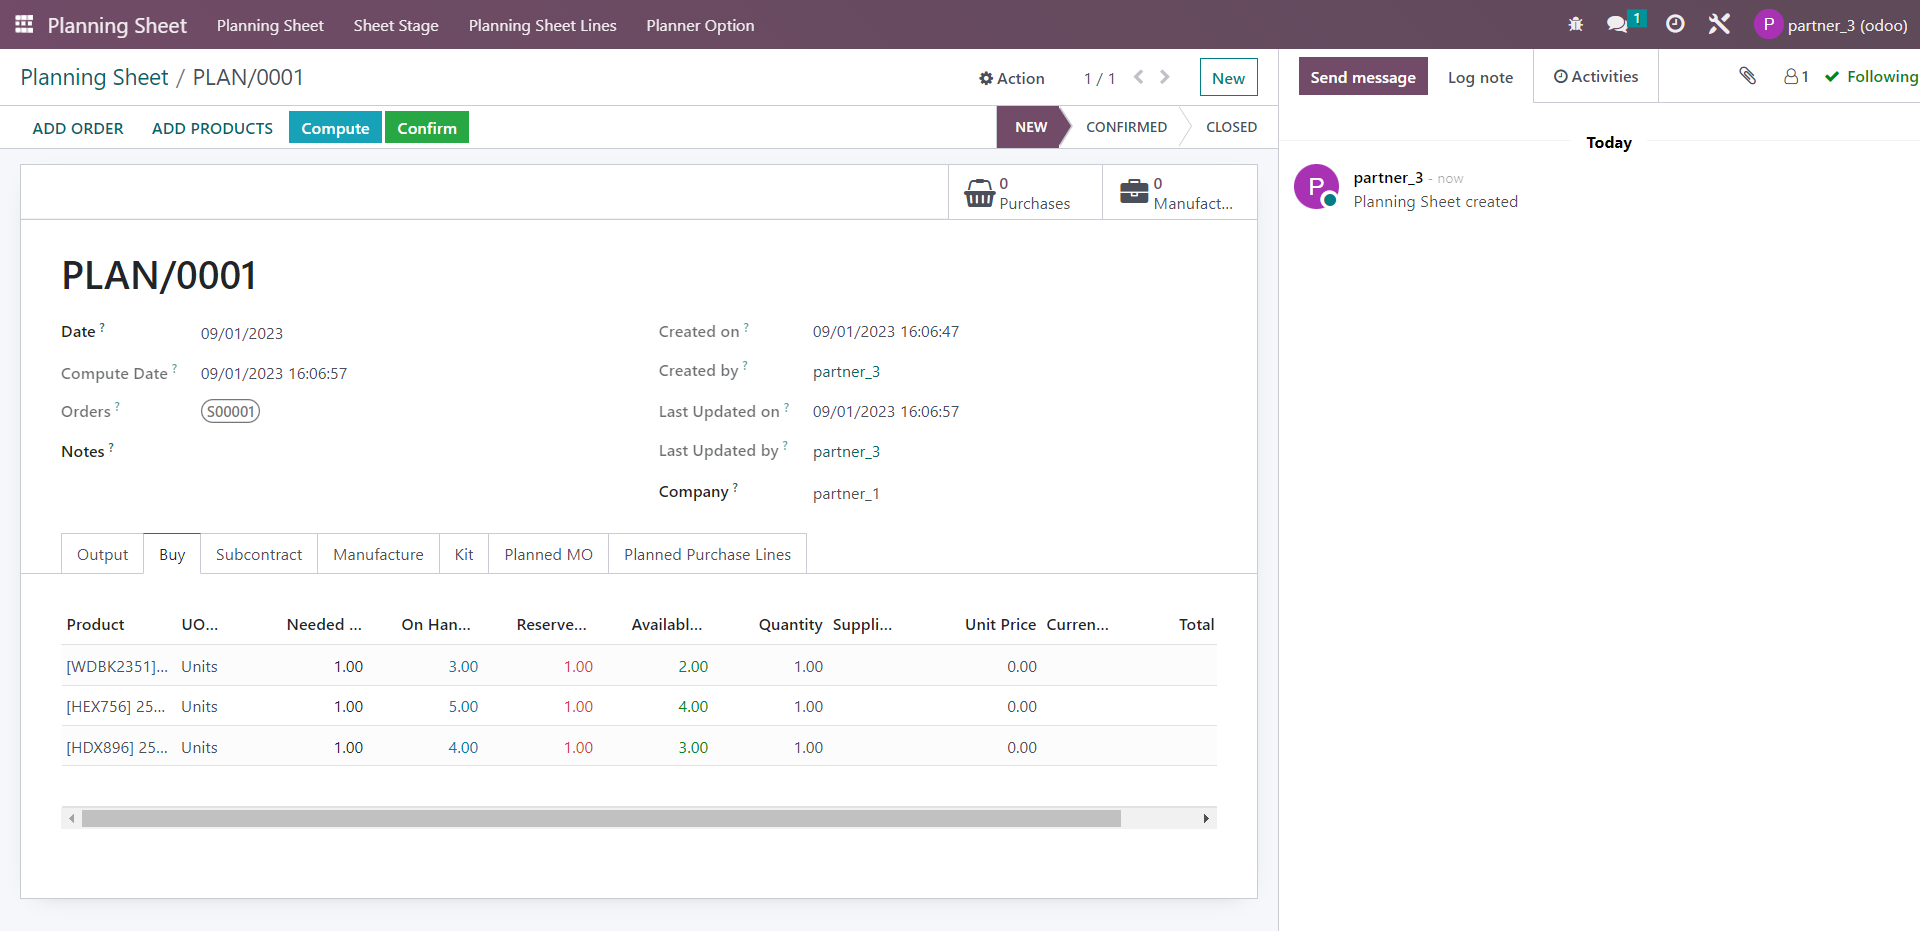 Planning Sheet Planning Sheet Sheet Stage Planning Sheet Lines Planner Option 1 P partner_3 (odoo)
Planning Sheet / PLAN/0001 Action 1 / 1 New
Send message Log note Activities 1 Following
ADD ORDER ADD PRODUCTS Compute Confirm NEW CONFIRMED CLOSED
Today
0 Purchases
0 Manufact...
P partner_3 - now
Planning Sheet created
PLAN/0001
Date ? 09/01/2023
Compute Date ? 09/01/2023 16:06:57
Orders ? S00001
Notes ?
Created on ? 09/01/2023 16:06:47
Created by ? partner_3
Last Updated on ? 09/01/2023 16:06:57
Last Updated by ? partner_3
Company ? partner_1
Output Buy Subcontract Manufacture Kit Planned MO Planned Purchase Lines
Product UO... Needed ... On Han... Reserve... Availabl... Quantity Suppli... Unit Price Curren... Total
[WDBK2351]... Units 1.00 3.00 1.00 2.00 1.00 0.00
[HEX756] 25... Units 1.00 5.00 1.00 4.00 1.00 0.00
[HDX896] 25... Units 1.00 4.00 1.00 3.00 1.00 0.00